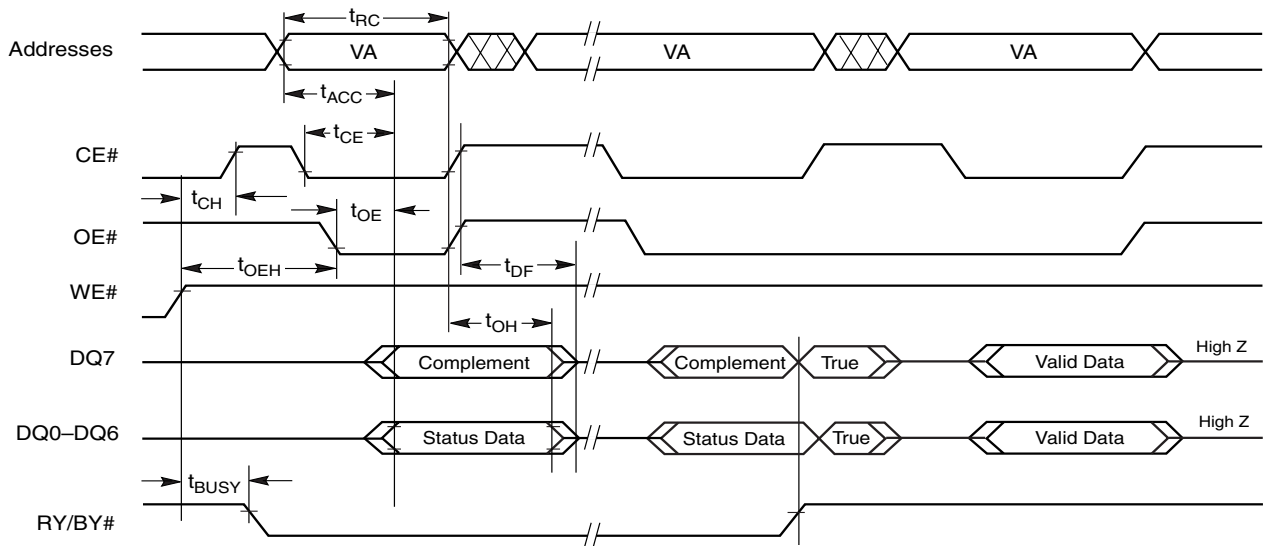 tRC
Addresses VA VA VA
tACC
tCE
CE#
tCH tOE
OE#
tOEH tDF
WE#
tOH
DQ7 Complement Complement True Valid Data High Z
DQ0–DQ6 Status Data Status Data True Valid Data High Z
tBUSY
RY/BY#